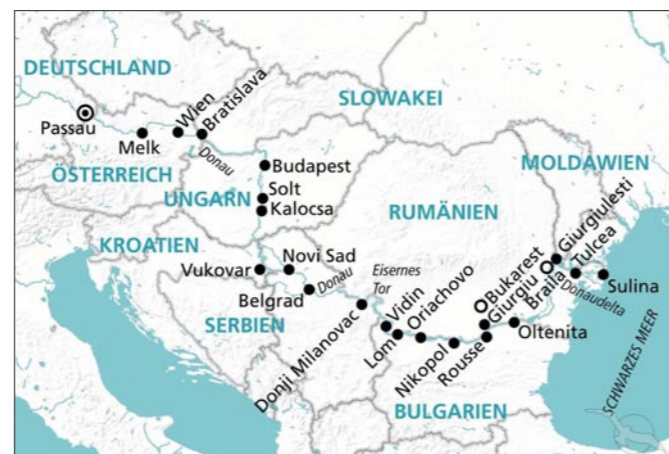 DEUTSCHLAND
Passau
Melk
Wien
Bratislava
Donau
SLOWAKEI
ÖSTERREICH
Budapest
Solt
UNGARN
Kalocsa
MOLDAWIEN
RUMÄNIEN
KROATIEN
Vukovar
Novi Sad
Donau
Belgrad
SERBIEN
Eisernes
Tor
Donji Milanovac
Vidin
Lom
Oriachovo
Nikopol
Rousse
Bukarest
Giurgiu
Oltenita
Braila
Giurgiulesti
Tulcea
Donaudelta
Sulina
BULGARIEN
SCHWARZES MEER